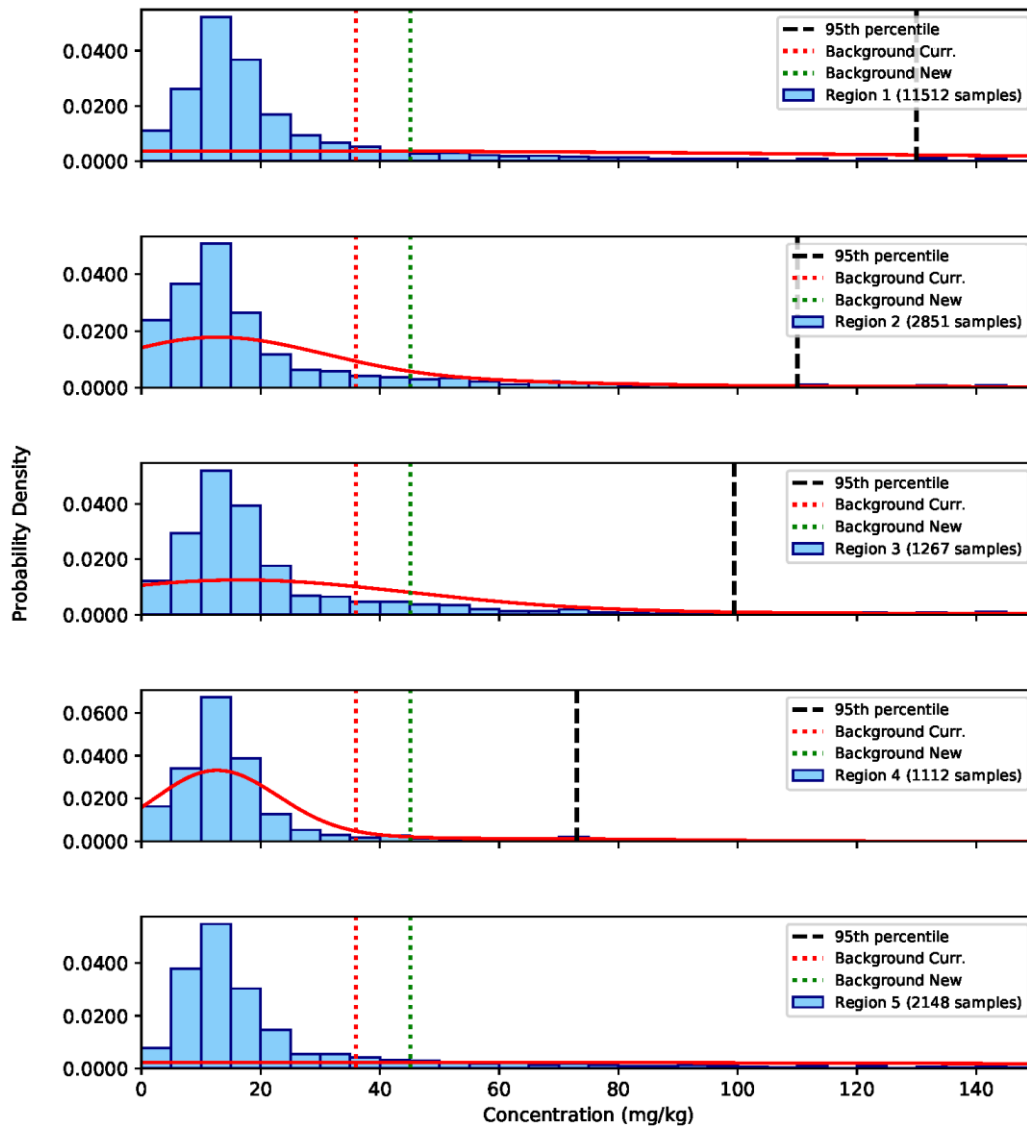 0.0400
0.0200
0.0000
95th percentile
Background Curr.
Background New
Region 1 (11512 samples)
0.0400
0.0200
0.0000
95th percentile
Background Curr.
Background New
Region 2 (2851 samples)
Probability Density
0.0400
0.0200
0.0000
95th percentile
Background Curr.
Background New
Region 3 (1267 samples)
0.0600
0.0400
0.0200
0.0000
95th percentile
Background Curr.
Background New
Region 4 (1112 samples)
0.0400
0.0200
0.0000
95th percentile
Background Curr.
Background New
Region 5 (2148 samples)
0 20 40 60 80 100 120 140
Concentration (mg/kg)